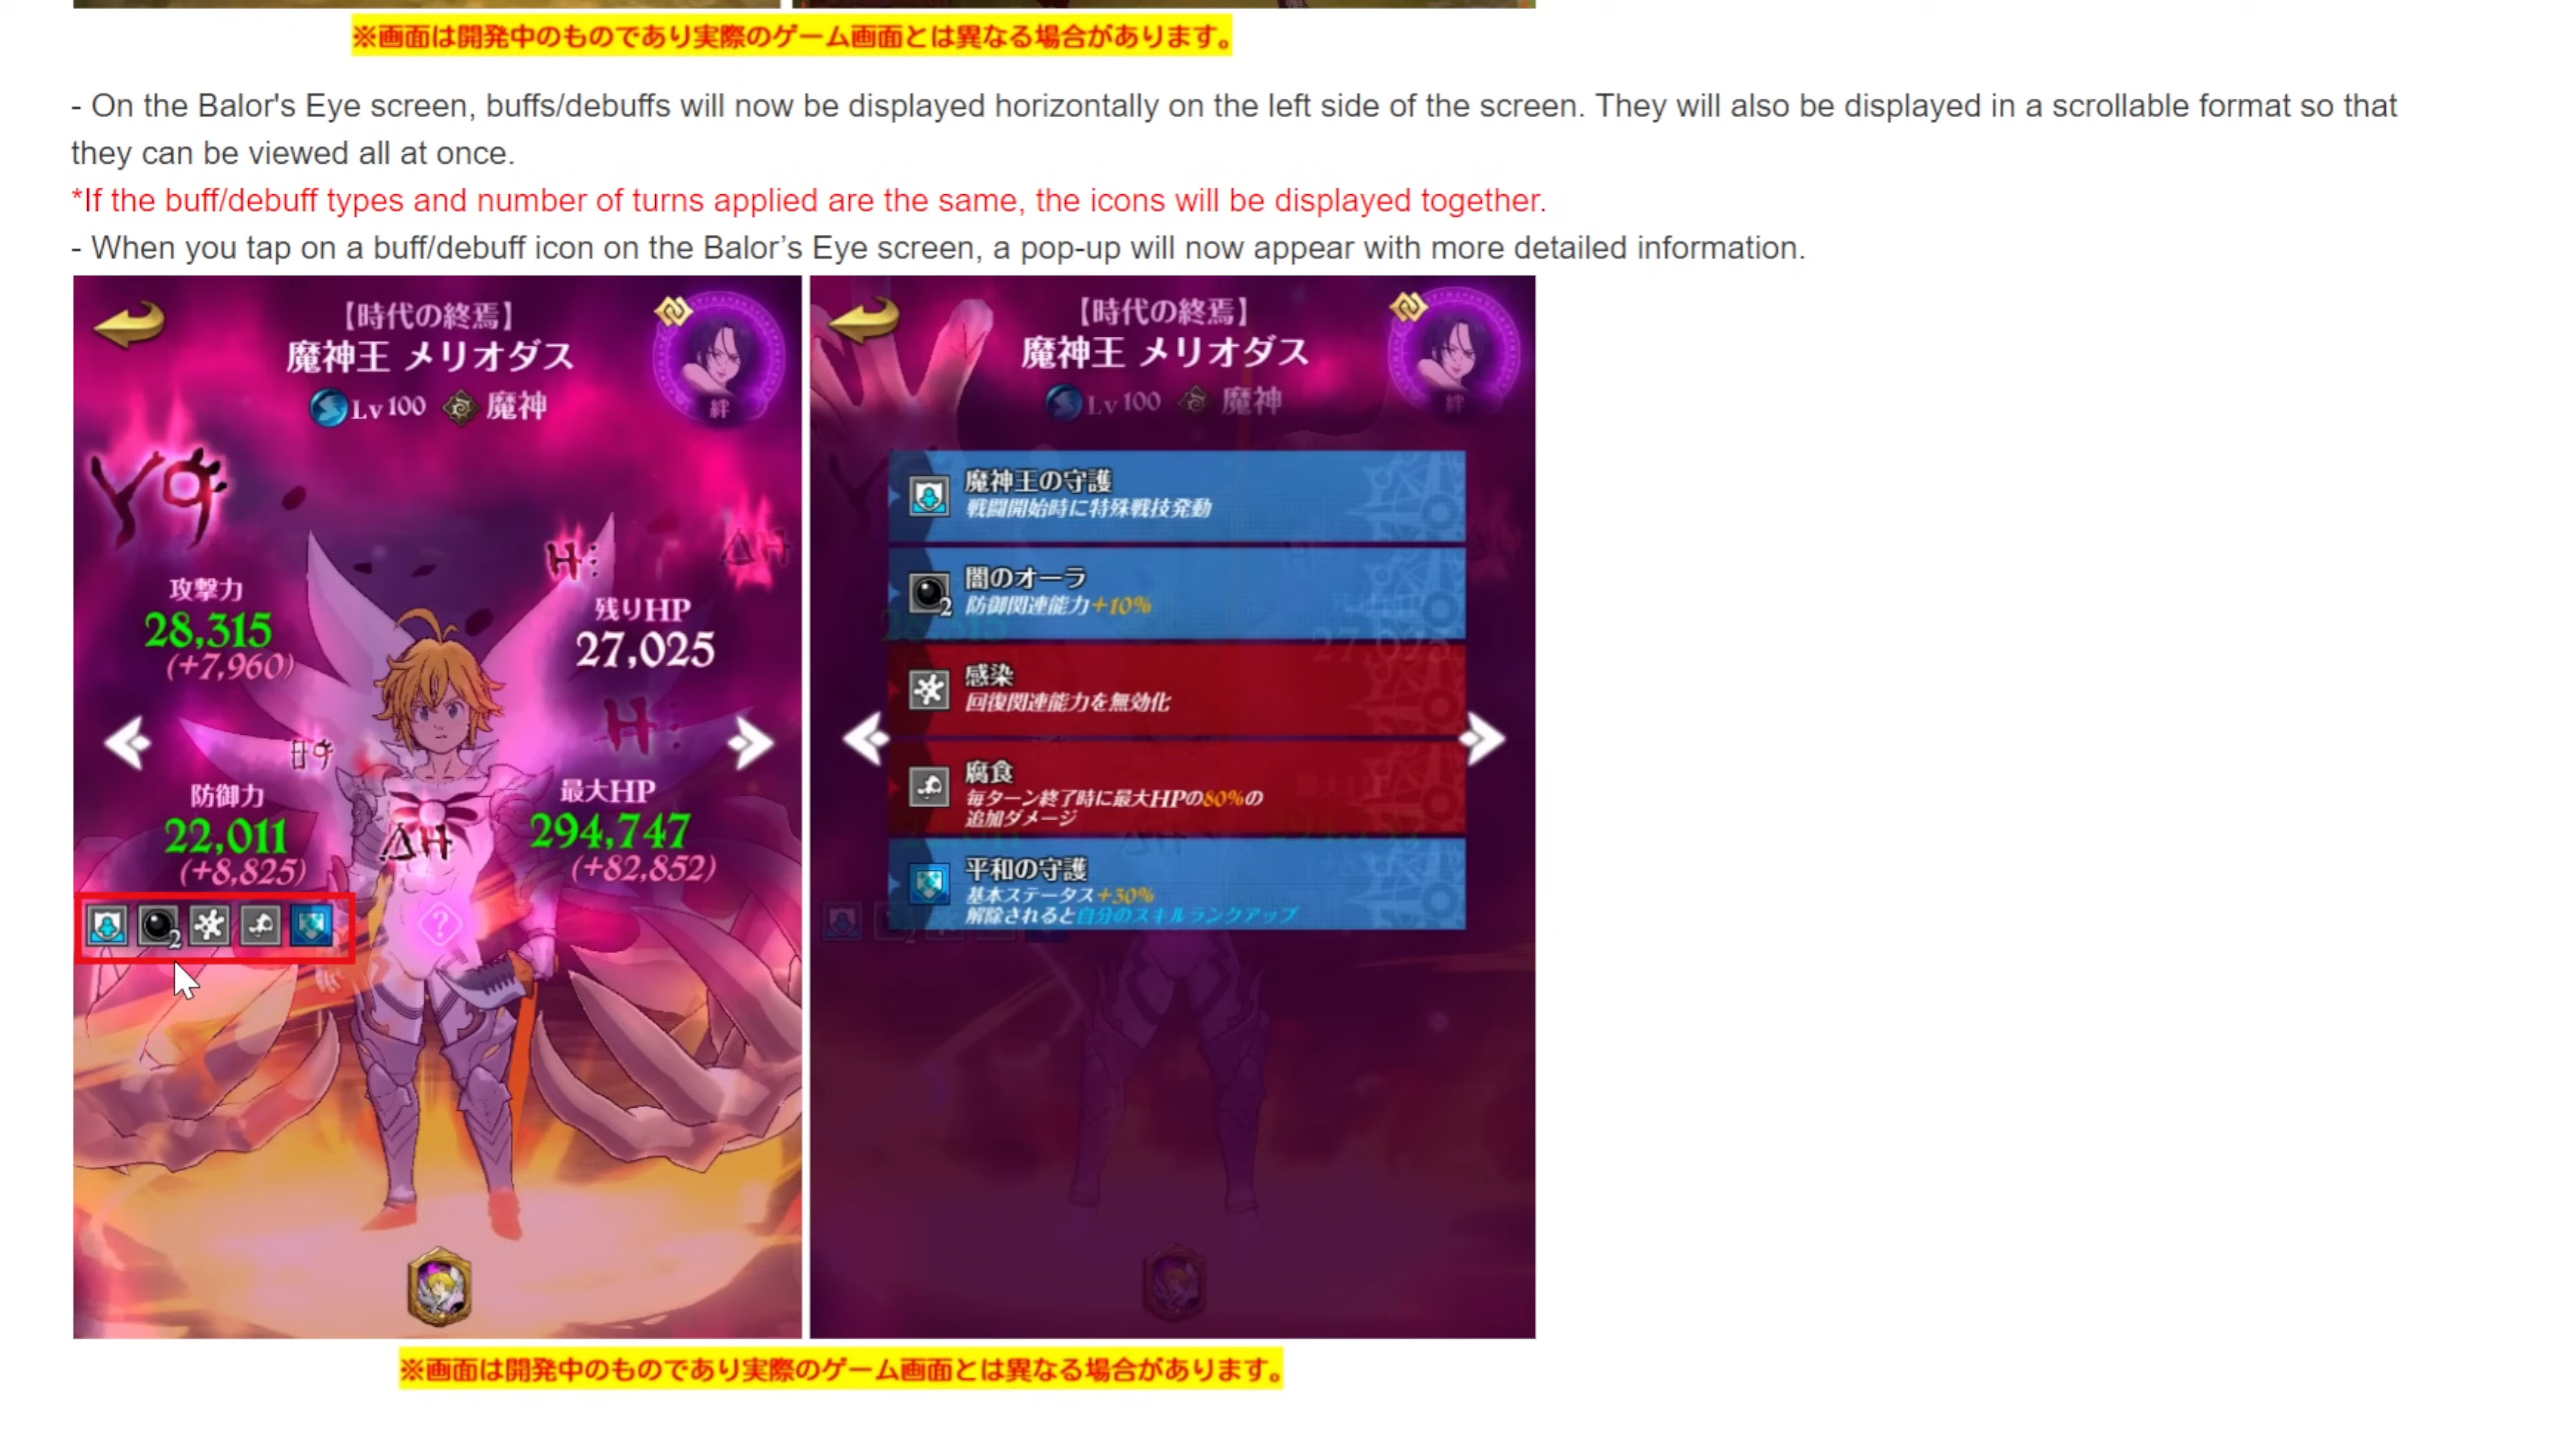 ※画面は開発中のものであり実際のゲーム画面とは異なる場合があります。
- On the Balor's Eye screen, buffs/debuffs will now be displayed horizontally on the left side of the screen. They will also be displayed in a scrollable format so that
they can be viewed all at once.
*If the buff/debuff types and number of turns applied are the same, the icons will be displayed together.
- When you tap on a buff/debuff icon on the Balor’s Eye screen, a pop-up will now appear with more detailed information.
【時代の終焉】
魔神王 メリオダス
Lv 100 魔神
絆
攻撃力
28,315
(+7,960)
残りHP
27,025
防御力
22,011
(+8,825)
最大HP
294,747
(+82,852)
2
?
【時代の終焉】
魔神王 メリオダス
Lv 100 魔神
絆
魔神王の守護
戦闘開始時に特殊戦技発動
闇のオーラ
2
防御関連能力+10%
感染
回復関連能力を無効化
腐食
毎ターン終了時に最大HPの80%の
追加ダメージ
平和の守護
基本ステータス+30%
解除されると自分のスキルランクアップ
※画面は開発中のものであり実際のゲーム画面とは異なる場合があります。